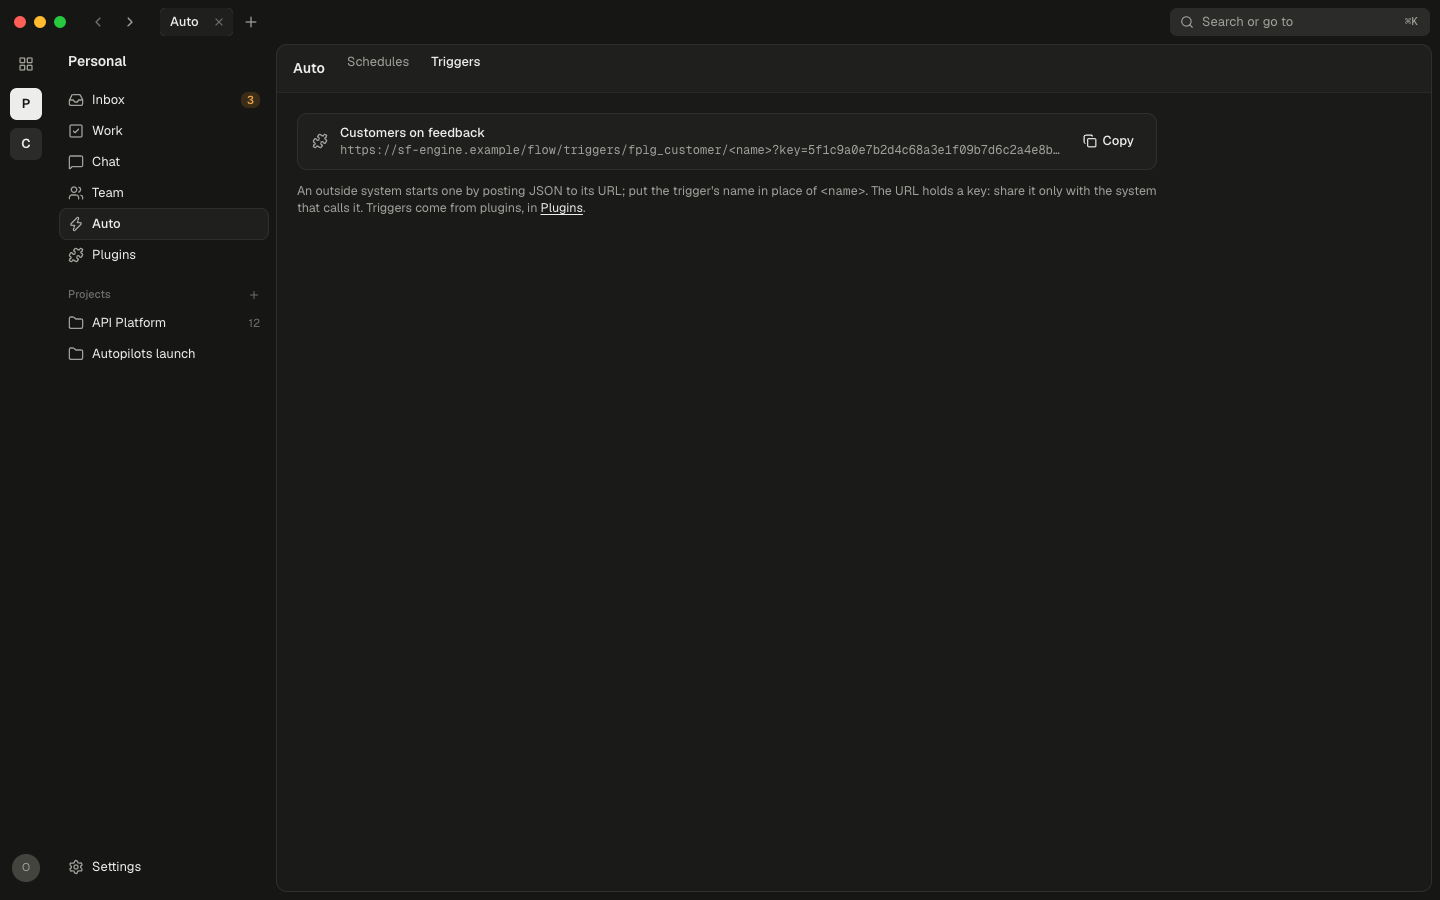 Auto
Search or go to
⌘K
Personal
P
C
Inbox
3
Work
Chat
Team
Auto
Plugins
Projects
API Platform
12
Autopilots launch
O
Settings
Auto
Schedules
Triggers
Customers on feedback
https://sf-engine.example/flow/triggers/fplg_customer/<name>?key=5f1c9a0e7b2d4c68a3e1f09b7d6c2a4e8b…
Copy
An outside system starts one by posting JSON to its URL; put the trigger's name in place of <name>. The URL holds a key: share it only with the system
that calls it. Triggers come from plugins, in Plugins.